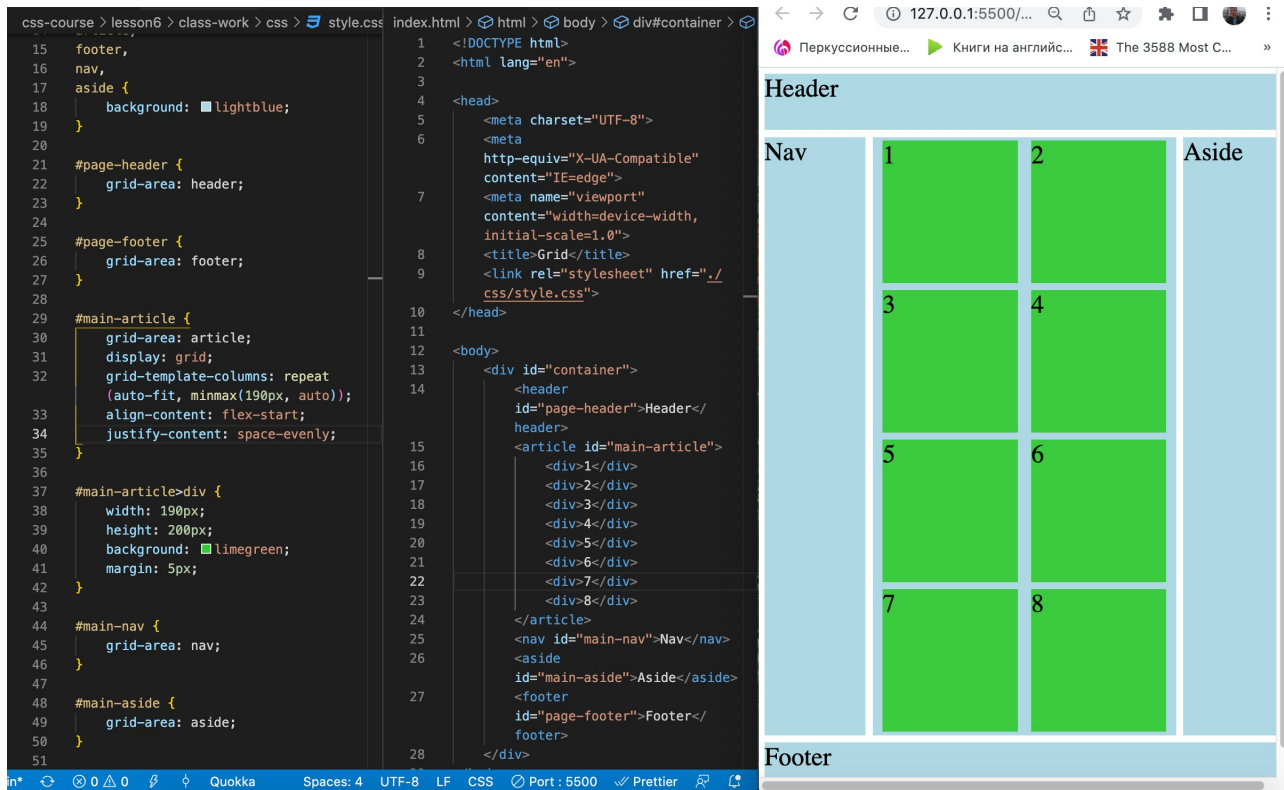 css-course > lesson6 > class-work > css > style.css
15 footer,
16 nav,
17 aside {
18 background: lightblue;
19 }
20
21 #page-header {
22 grid-area: header;
23 }
24
25 #page-footer {
26 grid-area: footer;
27 }
28
29 #main-article {
30 grid-area: article;
31 display: grid;
32 grid-template-columns: repeat
(auto-fit, minmax(190px, auto));
33 align-content: flex-start;
34 justify-content: space-evenly;
35 }
36
37 #main-article>div {
38 width: 190px;
39 height: 200px;
40 background: limegreen;
41 margin: 5px;
42 }
43
44 #main-nav {
45 grid-area: nav;
46 }
47
48 #main-aside {
49 grid-area: aside;
50 }
51
index.html > html > body > div#container >
1 <!DOCTYPE html>
2 <html lang="en">
3
4 <head>
5 <meta charset="UTF-8">
6 <meta
http-equiv="X-UA-Compatible"
content="IE=edge">
7 <meta name="viewport"
content="width=device-width,
initial-scale=1.0">
8 <title>Grid</title>
9 <link rel="stylesheet" href="./
css/style.css">
10 </head>
11
12 <body>
13 <div id="container">
14 <header
id="page-header">Header</
header>
15 <article id="main-article">
16 <div>1</div>
17 <div>2</div>
18 <div>3</div>
19 <div>4</div>
20 <div>5</div>
21 <div>6</div>
22 <div>7</div>
23 <div>8</div>
24 </article>
25 <nav id="main-nav">Nav</nav>
26 <aside
id="main-aside">Aside</aside>
27 <footer
id="page-footer">Footer</
footer>
28 </div>
in* 0 0 Quokka Spaces: 4 UTF-8 LF CSS Port : 5500 Prettier
127.0.0.1:5500/...
Перкуссионные... Книги на английс... The 3588 Most C... »
Header
Nav 1 2 Aside
3 4
5 6
7 8
Footer